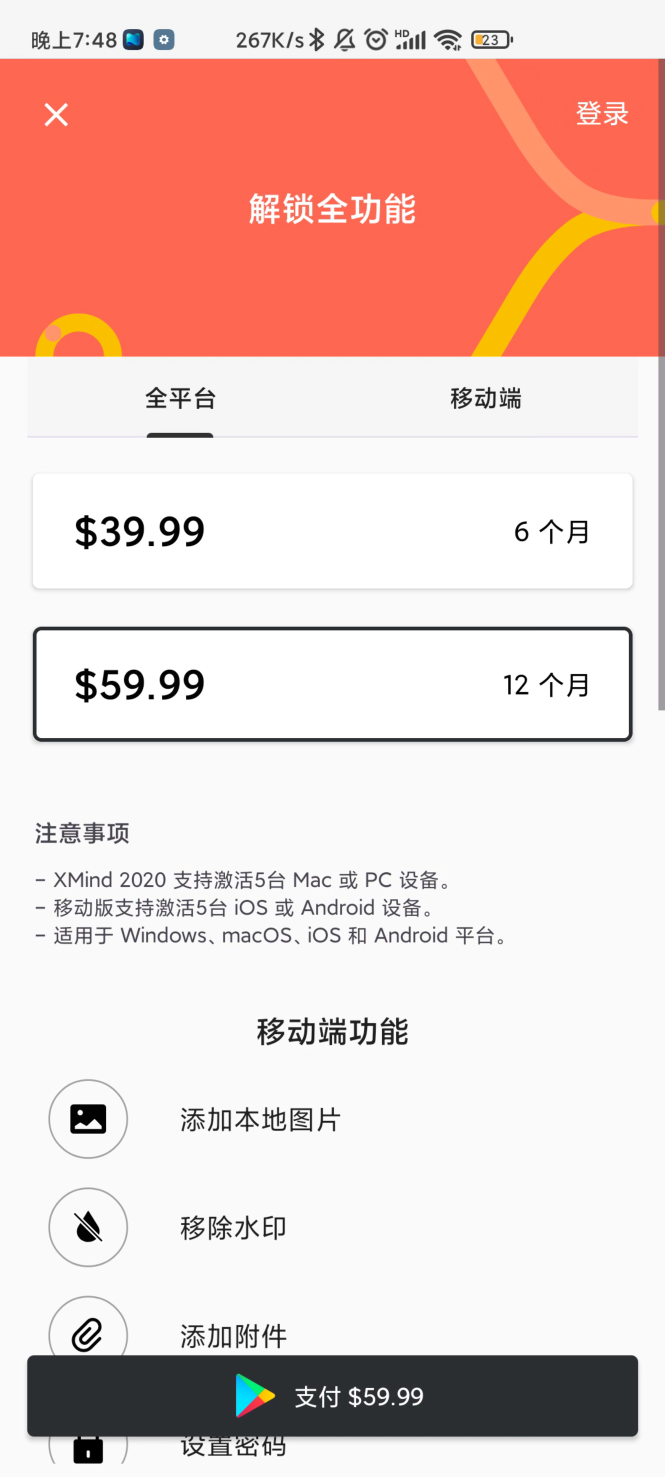 晚上7:48 267K/s HD 23
登录
解锁全功能
全平台 移动端
$39.99 6 个月
$59.99 12 个月
注意事项
- XMind 2020 支持激活5台 Mac 或 PC 设备。
- 移动版支持激活5台 iOS 或 Android 设备。
- 适用于 Windows、macOS、iOS 和 Android 平台。
移动端功能
添加本地图片
移除水印
添加附件
支付 $59.99
设置密码